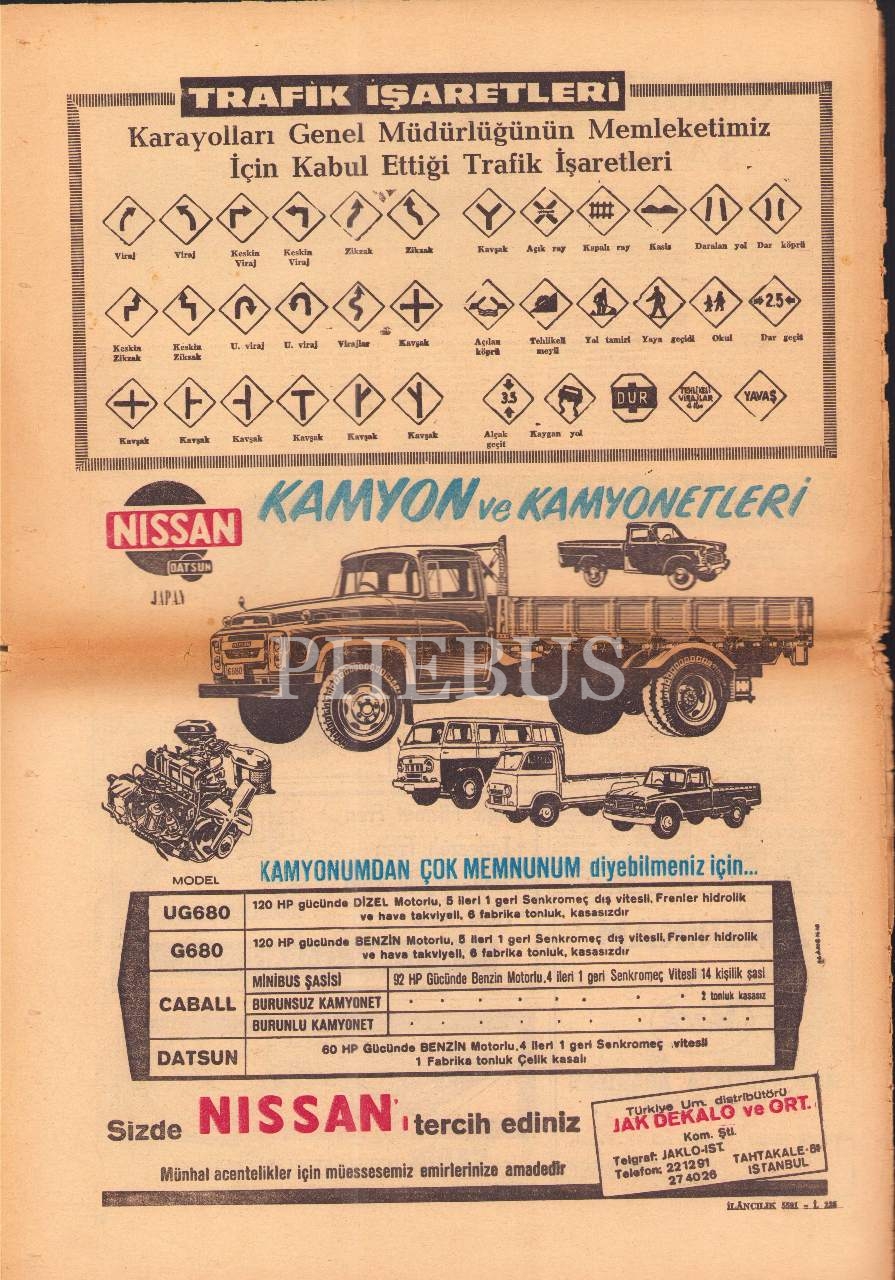 TRAFİK İŞARETLERİ
Karayolları Genel Müdürlüğünün Memleketimiz
İçin Kabul Ettiği Trafik İşaretleri
Viraj Viraj Keskin Viraj Keskin Viraj Zikzak Zikzak Kavşak Açık ray Kapalı ray Kasis Daralan yol Dar köprü
2.5
Keskin Zikzak Keskin Zikzak U. viraj U. viraj Virajlar Kavşak Açılan köprü Tehlikeli meyil Yol tamiri Yaya geçidi Okul Dar geçit
3.5 DUR TEHLİKELİ VİRAJLAR YAVAŞ
Kavşak Kavşak Kavşak Kavşak Kavşak Kavşak Alçak geçit Kaygan yol
NISSAN
DATSUN
JAPAN
KAMYON ve KAMYONETLERİ
G680
PHEBUS
KAMYONUMDAN ÇOK MEMNUNUM diyebilmeniz için...
MODEL
UG680 120 HP gücünde DİZEL Motorlu, 5 ileri 1 geri Senkromeç dış vitesli, Frenler hidrolik
ve hava takviyeli, 6 fabrika tonluk, kasasızdır
G680 120 HP gücünde BENZİN Motorlu, 5 ileri 1 geri Senkromeç dış vitesli, Frenler hidrolik
ve hava takviyeli, 6 fabrika tonluk, kasasızdır
CABALL
MİNİBUS ŞASİSİ 92 HP Gücünde Benzin Motorlu.4 ileri 1 geri Senkromeç Vitesli 14 kişilik şasi
BURUNSUZ KAMYONET . . . . . . . . 2 tonluk kasasız
BURUNLU KAMYONET . . . . . . . . . .
DATSUN 60 HP Gücünde BENZİN Motorlu.4 ileri 1 geri Senkromeç .vitesli
1 Fabrika tonluk Çelik kasalı
Sizde NISSAN'ı tercih ediniz
Münhal acentelikler için müessesemiz emirlerinize amadedir
Türkiye Um. distribütörü
JAK DEKALO ve ORT.
Kom. Şti.
Telgraf: JAKLO-İST.
Telefon: 221291
274026
TAHTAKALE
İSTANBUL
İLÂNCILIK